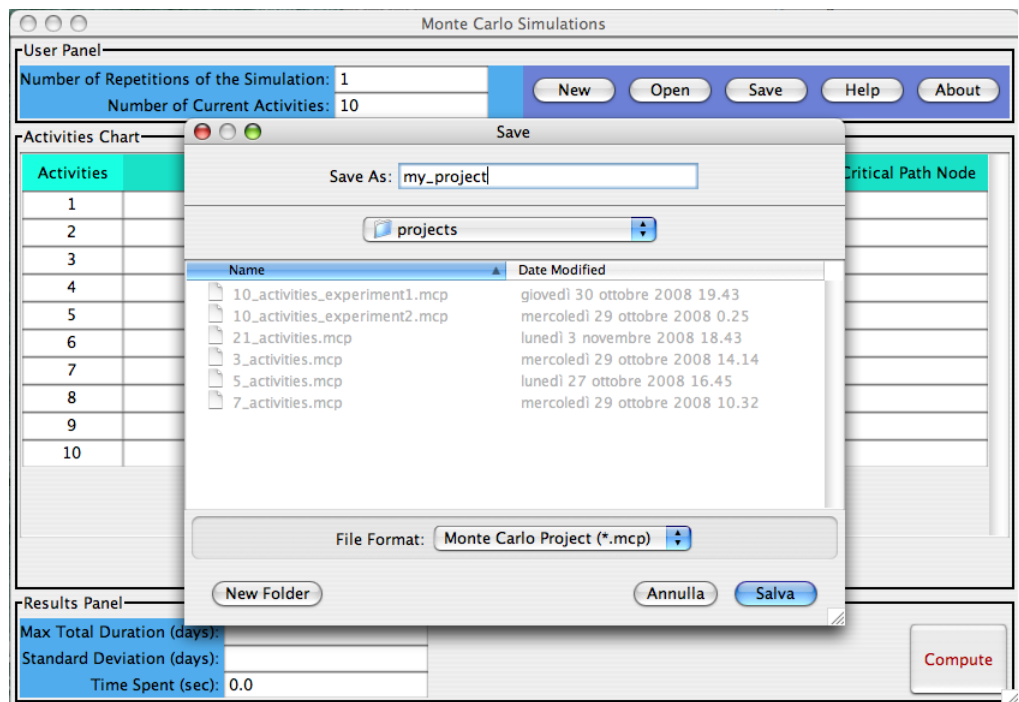 Monte Carlo Simulations
User Panel
Number of Repetitions of the Simulation: 1
Number of Current Activities: 10
New Open Save Help About
Activities Chart
Activities
Critical Path Node
1
2
3
4
5
6
7
8
9
10
Save
Save As: my_project
projects
Name Date Modified
10_activities_experiment1.mcp giovedì 30 ottobre 2008 19.43
10_activities_experiment2.mcp mercoledì 29 ottobre 2008 0.25
21_activities.mcp lunedì 3 novembre 2008 18.43
3_activities.mcp mercoledì 29 ottobre 2008 14.14
5_activities.mcp lunedì 27 ottobre 2008 16.45
7_activities.mcp mercoledì 29 ottobre 2008 10.32
File Format: Monte Carlo Project (*.mcp)
New Folder Annulla Salva
Results Panel
Max Total Duration (days):
Standard Deviation (days):
Time Spent (sec): 0.0
Compute